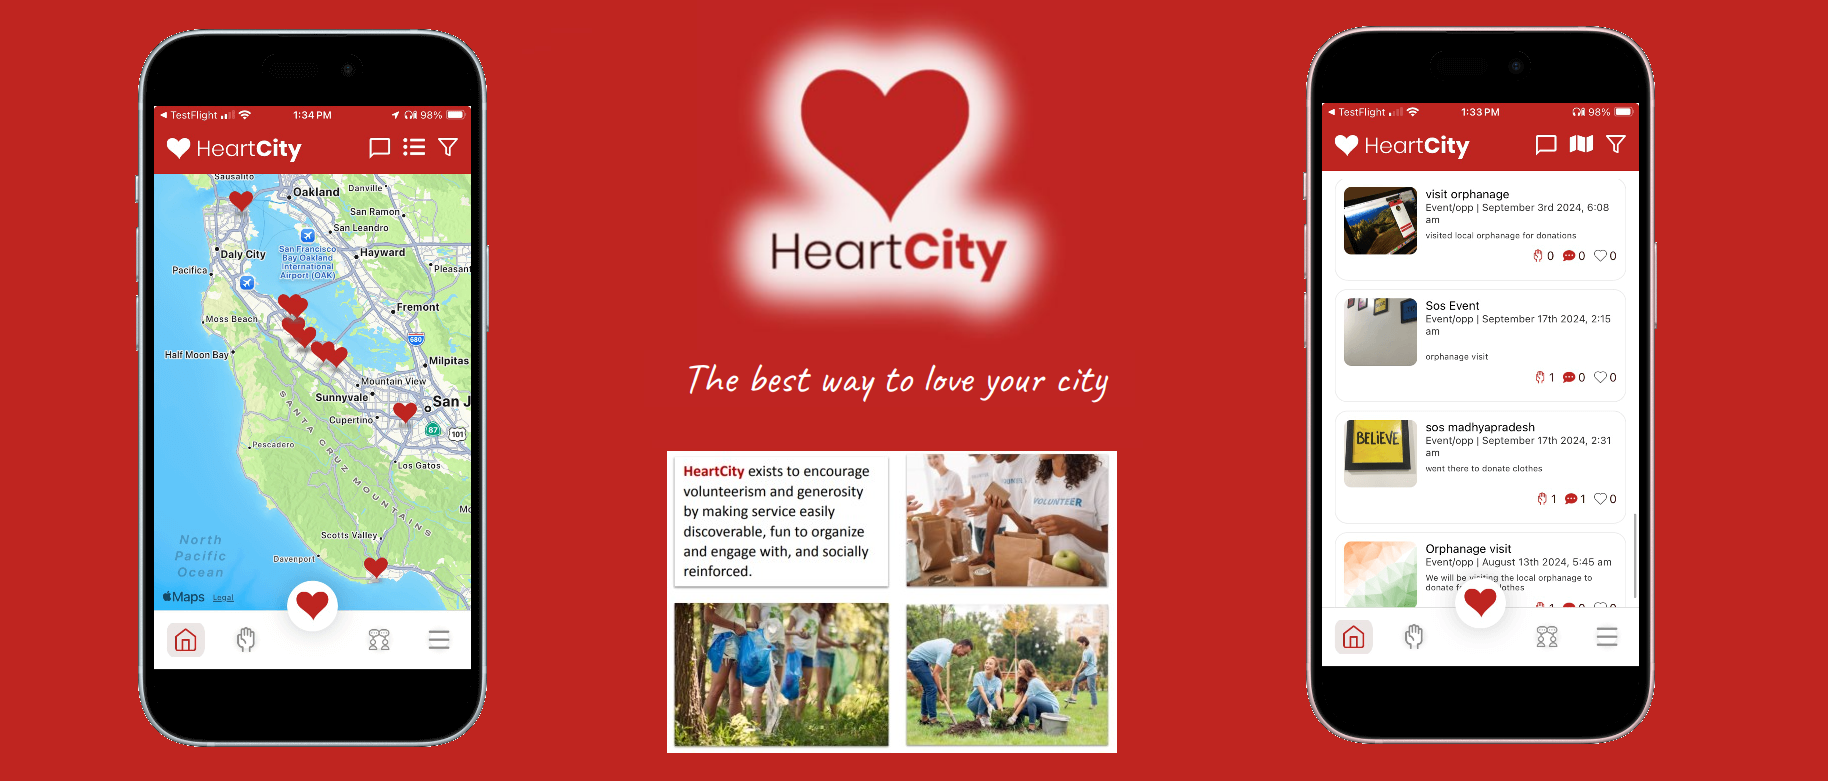 TestFlight
1:34 PM
98%
HeartCity
Sausalito
Oakland
Danville
San Ramon
San Leandro
Daly City
San Francisco
Bay Oakland
International
Airport (OAK)
Hayward
Pacifica
Pleasant
Moss Beach
Fremont
680
Half Moon Bay
Milpitas
Mountain View
Sunnyvale
San J
Cupertino
87
101
SANTA CRUZ MOUNTAINS
Pescadero
Los Gatos
Mo
Scotts Valley
Davenport
North
Pacific
Ocean
Maps
Legal
HeartCity
The best way to love your city
HeartCity exists to encourage
volunteerism and generosity
by making service easily
discoverable, fun to organize
and engage with, and socially
reinforced.
VOLUNTEER
TestFlight
1:33 PM
98%
HeartCity
visit orphanage
Event/opp | September 3rd 2024, 6:08
am
visited local orphanage for donations
0 0 0
Sos Event
Event/opp | September 17th 2024, 2:15
am
orphanage visit
1 0 0
sos madhyapradesh
Event/opp | September 17th 2024, 2:31
am
BELIEVE
went there to donate clothes
1 1 0
Orphanage visit
Event/opp | August 13th 2024, 5:45 am
We will be visiting the local orphanage to
donate